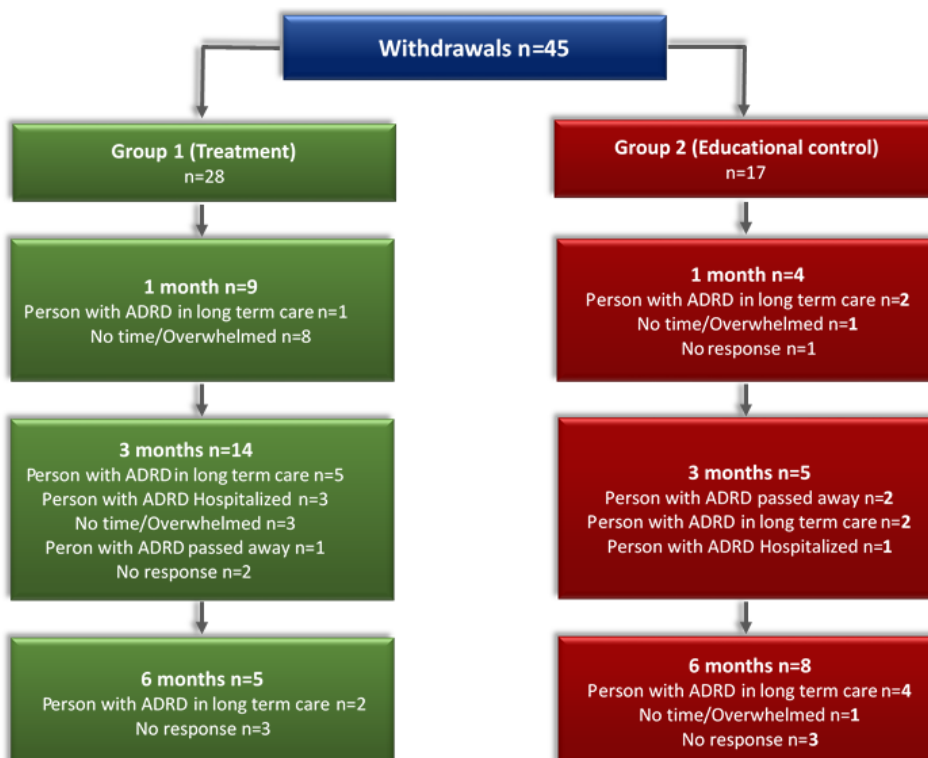 Withdrawals n=45
Group 1 (Treatment)
n=28
1 month n=9
Person with ADRD in long term care n=1
No time/Overwhelmed n=8
3 months n=14
Person with ADRD in long term care n=5
Person with ADRD Hospitalized n=3
No time/Overwhelmed n=3
Peron with ADRD passed away n=1
No response n=2
6 months n=5
Person with ADRD in long term care n=2
No response n=3
Group 2 (Educational control)
n=17
1 month n=4
Person with ADRD in long term care n=2
No time/Overwhelmed n=1
No response n=1
3 months n=5
Person with ADRD passed away n=2
Person with ADRD in long term care n=2
Person with ADRD Hospitalized n=1
6 months n=8
Person with ADRD in long term care n=4
No time/Overwhelmed n=1
No response n=3